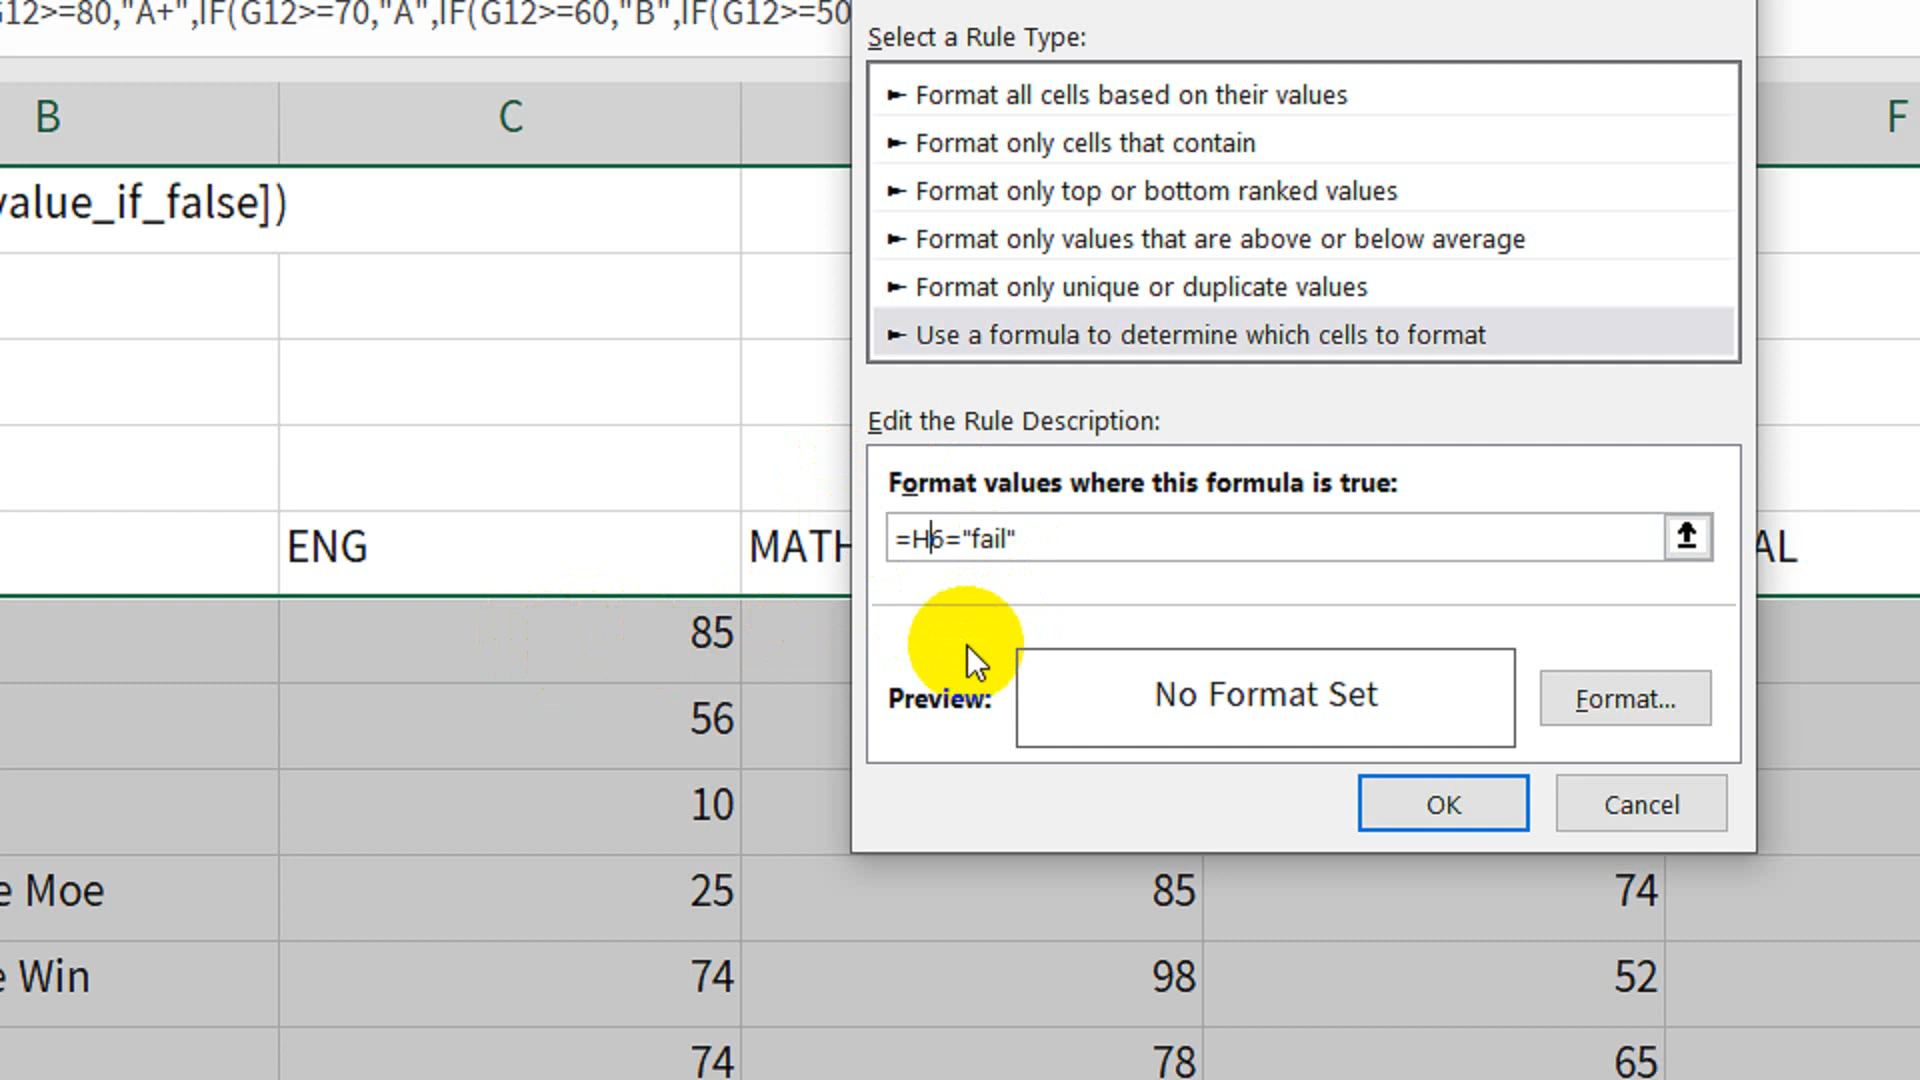 G12>=80,"A+",IF(G12>=70,"A",IF(G12>=60,"B",IF(G12>=50
Select a Rule Type:
► Format all cells based on their values
► Format only cells that contain
► Format only top or bottom ranked values
► Format only values that are above or below average
► Format only unique or duplicate values
► Use a formula to determine which cells to format
Edit the Rule Description:
Format values where this formula is true:
=H6="fail"
Preview:
No Format Set
Format...
OK
Cancel
B C F
value_if_false])
ENG MATH AL
85
56
10
e Moe 25 85 74
e Win 74 98 52
74 78 65